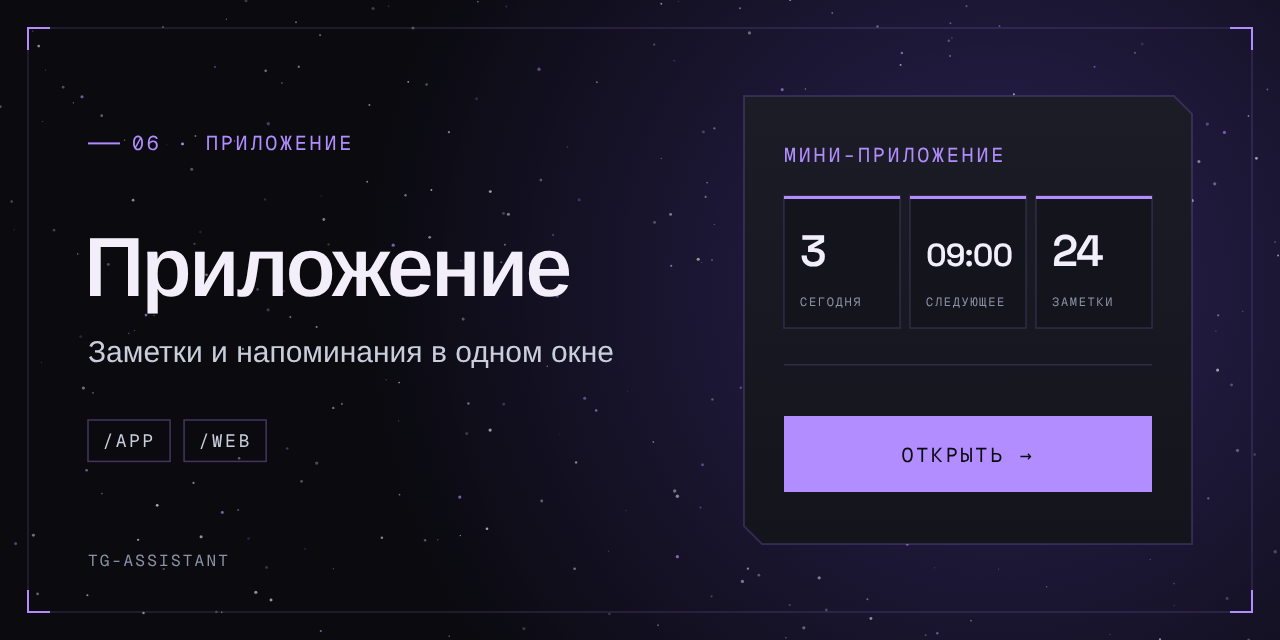 06 · ПРИЛОЖЕНИЕ
Приложение
Заметки и напоминания в одном окне
/APP /WEB
TG-ASSISTANT
МИНИ-ПРИЛОЖЕНИЕ
3 09:00 24
СЕГОДНЯ СЛЕДУЮЩЕЕ ЗАМЕТКИ
ОТКРЫТЬ →